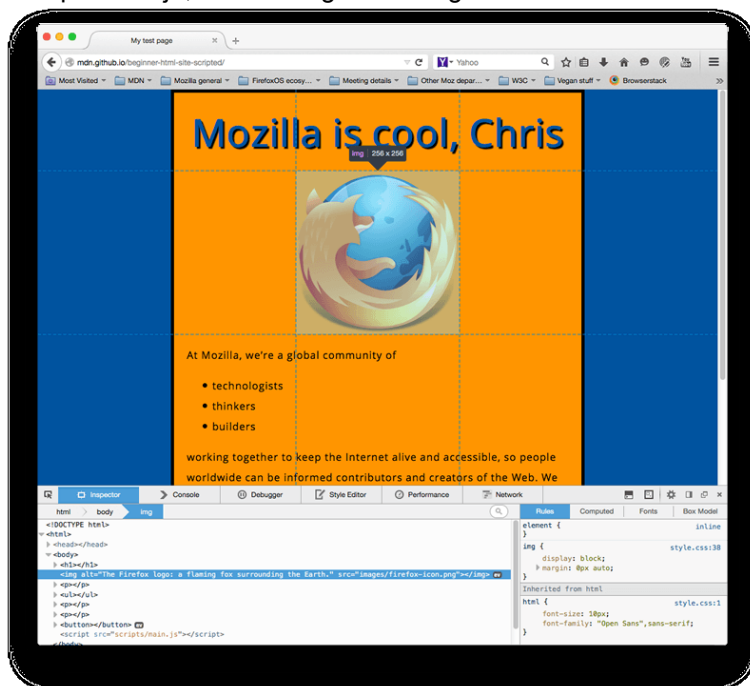 My test page
mdn.github.io/beginner-html-site-scripted/
Yahoo
Most Visited
MDN
Mozilla general
FirefoxOS ecosy...
Meeting details
Other Moz depar...
W3C
Vegan stuff
Browserstack
Mozilla is cool, Chris
img 256 x 256
At Mozilla, we're a global community of
• technologists
• thinkers
• builders
working together to keep the Internet alive and accessible, so people
worldwide can be informed contributors and creators of the Web. We
Inspector
Console
Debugger
Style Editor
Performance
Network
html
body
img
Rules
Computed
Fonts
Box Model
<!DOCTYPE html>
<html>
<head></head>
<body>
<h1></h1>
<img alt="The Firefox logo: a flaming fox surrounding the Earth." src="images/firefox-icon.png"></img> ev
<p></p>
<ul></ul>
<p></p>
<p></p>
<button></button> ev
<script src="scripts/main.js"></script>
</body>
element {
inline
}
img {
style.css:30
display: block;
margin: 0px auto;
}
Inherited from html
html {
style.css:1
font-size: 10px;
font-family: "Open Sans",sans-serif;
}